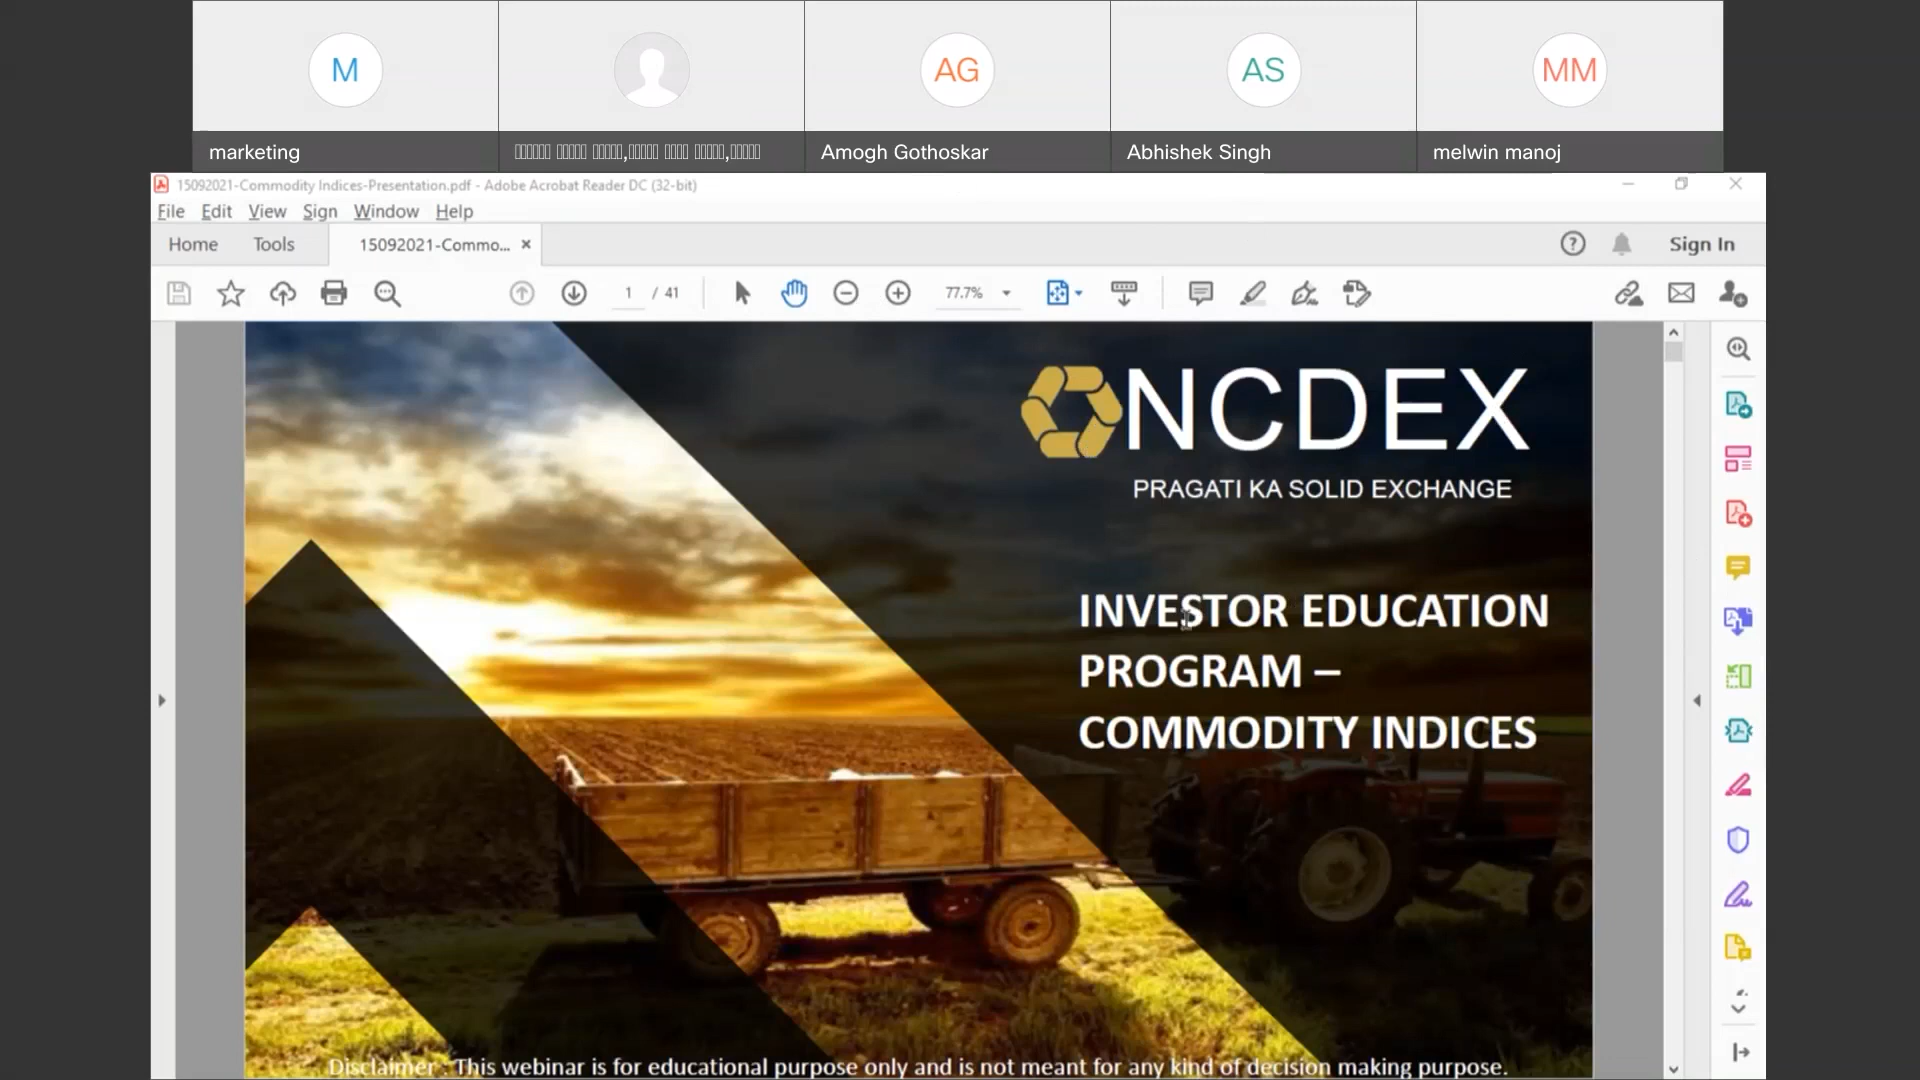 M
AG
AS
MM
marketing
Amogh Gothoskar
Abhishek Singh
melwin manoj
15092021-Commodity Indices-Presentation.pdf - Adobe Acrobat Reader DC (32-bit)
File Edit View Sign Window Help
Home Tools 15092021-Commo... Sign In
1 / 41 77.7%
NCDEX
PRAGATI KA SOLID EXCHANGE
INVESTOR EDUCATION
PROGRAM –
COMMODITY INDICES
Disclaimer : This webinar is for educational purpose only and is not meant for any kind of decision making purpose.